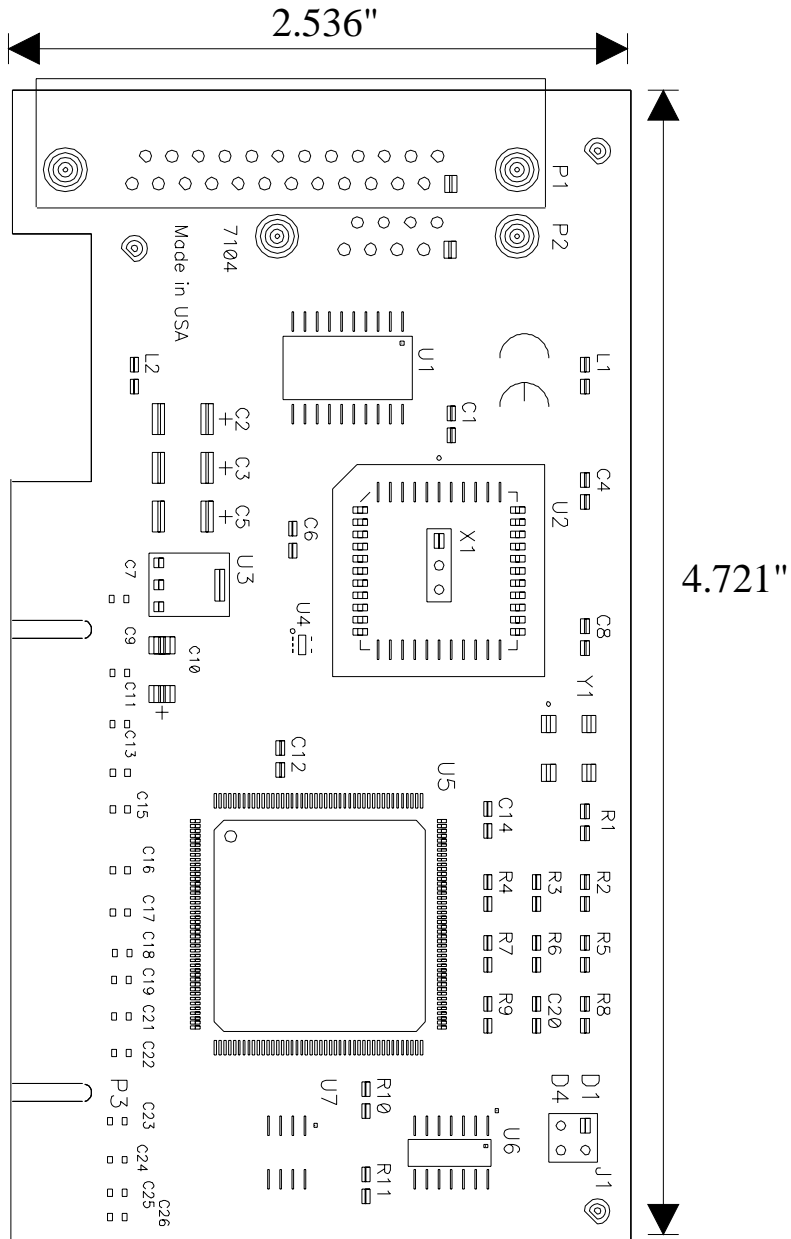 2.536"
P1
P2
7104
Made in USA
U1
L1
L2
C1
C2
C3
C4
C5
C6
U2
X1
U3
C7
U4
C8
C9
C10
Y1
C11
C12
C13
U5
C14
R1
C15
C16
R4
R3
R2
C17
R7
R6
R5
C18
C19
R9
C20
R8
C21
C22
P3
U7
R10
D4
D1
C23
U6
C24
R11
J1
C25
C26
4.721"